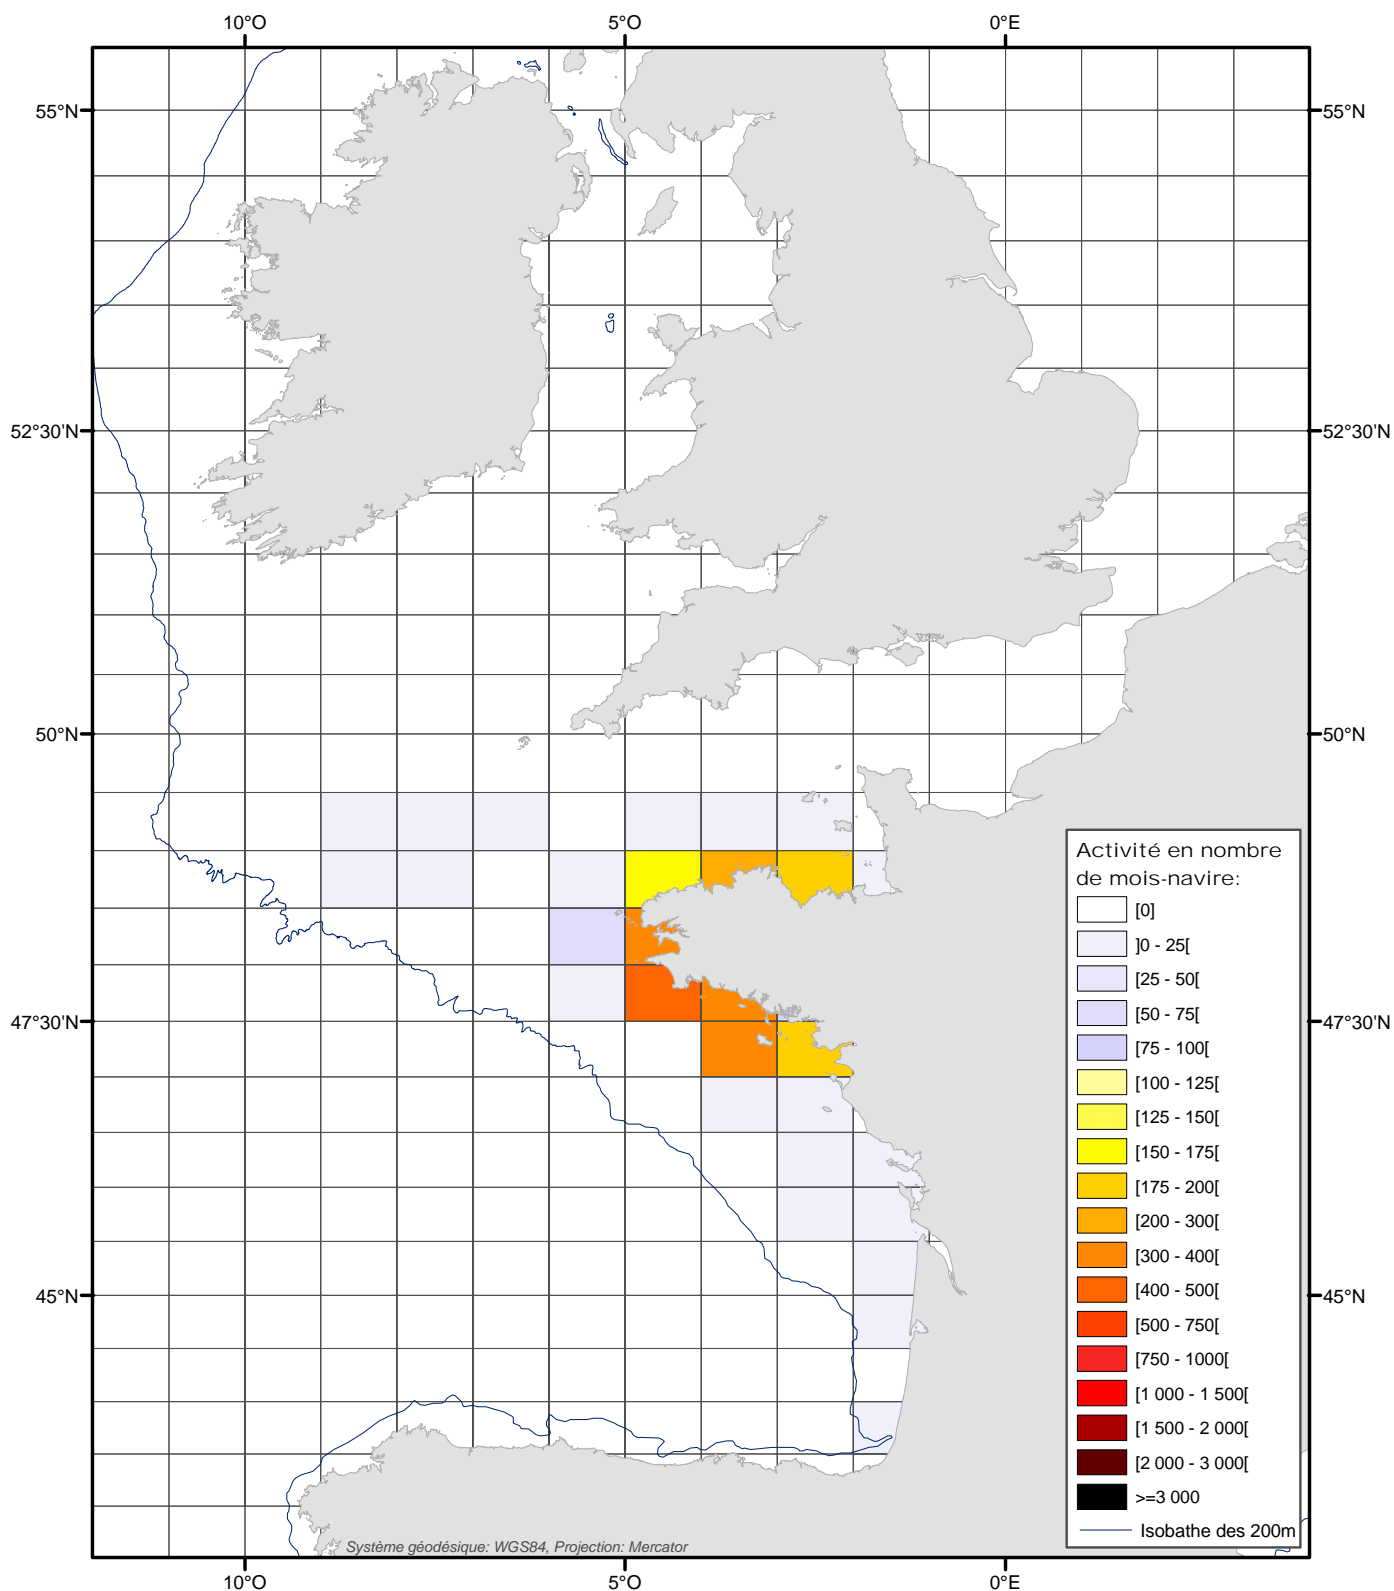 10°O 5°O 0°E
55°N 55°N
52°30'N 52°30'N
50°N 50°N
47°30'N 47°30'N
45°N 45°N
Activité en nombre
de mois-navire:
[0]
]0 - 25[
[25 - 50[
[50 - 75[
[75 - 100[
[100 - 125[
[125 - 150[
[150 - 175[
[175 - 200[
[200 - 300[
[300 - 400[
[400 - 500[
[500 - 750[
[750 - 1000[
[1 000 - 1 500[
[1 500 - 2 000[
[2 000 - 3 000[
>=3 000
Isobathe des 200m
Système géodésique: WGS84, Projection: Mercator
10°O 5°O 0°E